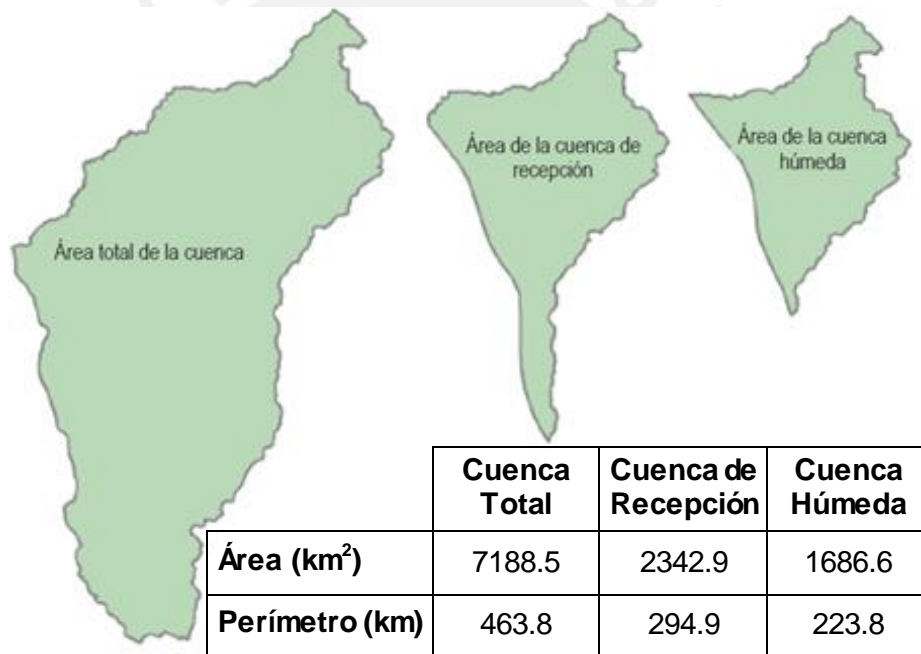 Área total de la cuenca
Área de la cuenca de
recepción
Área de la cuenca
húmeda
Cuenca Total Cuenca de Recepción Cuenca Húmeda
Área (km²) 7188.5 2342.9 1686.6
Perímetro (km) 463.8 294.9 223.8